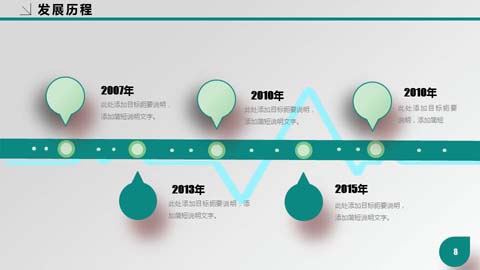 发展历程
2007年
此处添加目标扼要说明，
添加简短说明文字。
2010年
此处添加目标扼要说明，
添加简短说明文字。
2010年
此处添加目标扼要
说明，添加简短
2013年
此处添加目标扼要说明，添
加简短说明文字。
2015年
此处添加目标扼要说明，添
加简短说明文字。
8